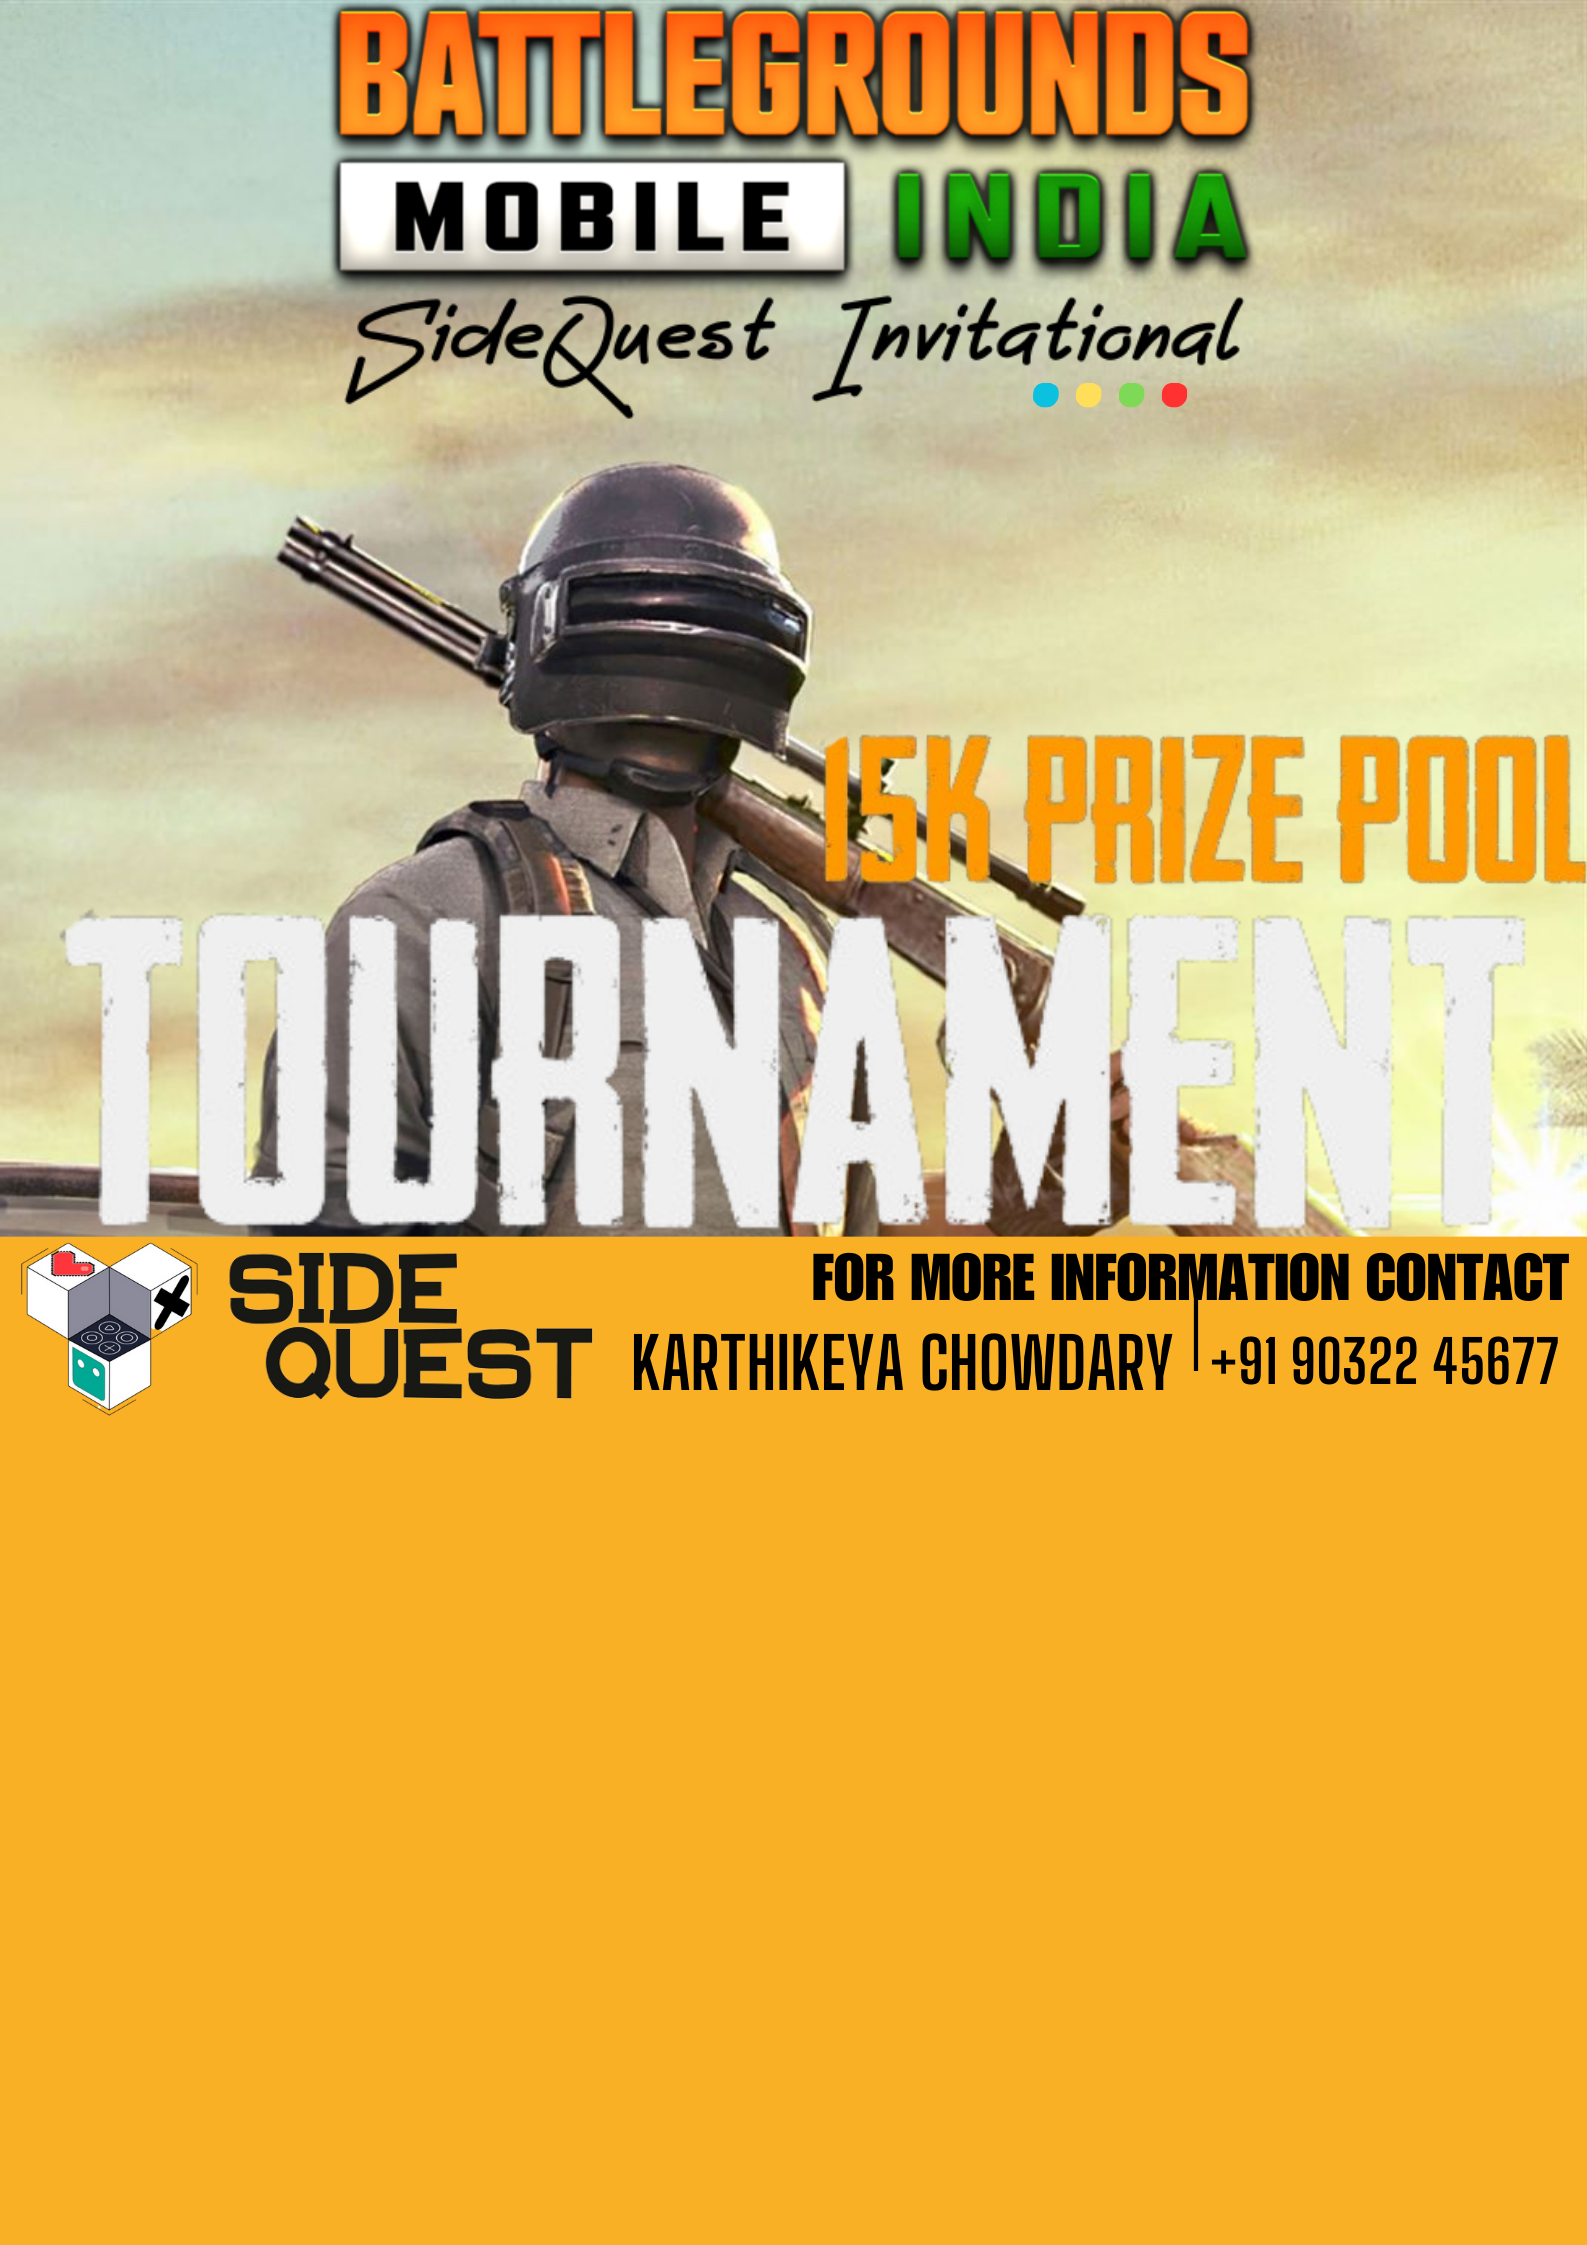 BATTLEGROUNDS
MOBILE INDIA
SideQuest Invitational
15K PRIZE POOL
TOURNAMENT
SIDE
QUEST
FOR MORE INFORMATION CONTACT
KARTHIKEYA CHOWDARY | +91 90322 45677